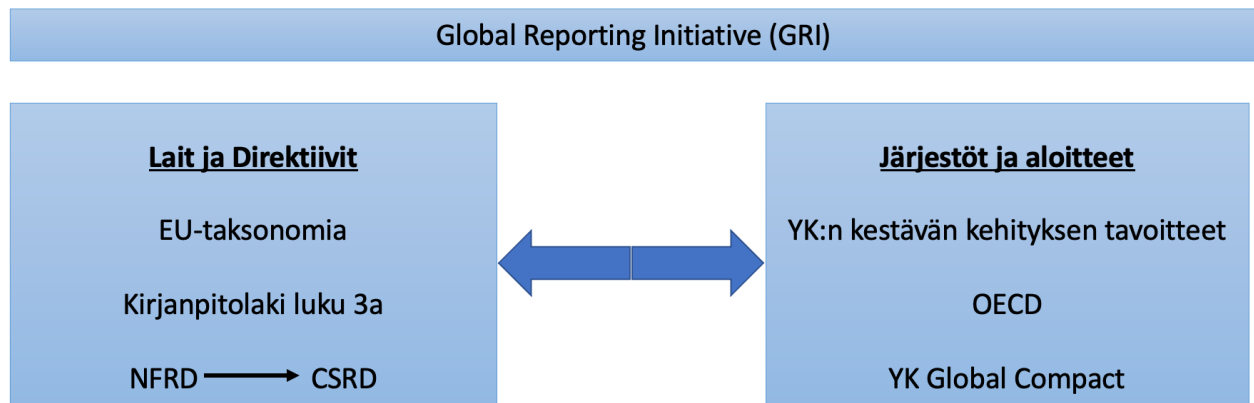 Global Reporting Initiative (GRI)
Lait ja Direktiivit
EU-taksonomia
Kirjanpitolaki luku 3a
NFRD CSRD
Järjestöt ja aloitteet
YK:n kestävän kehityksen tavoitteet
OECD
YK Global Compact